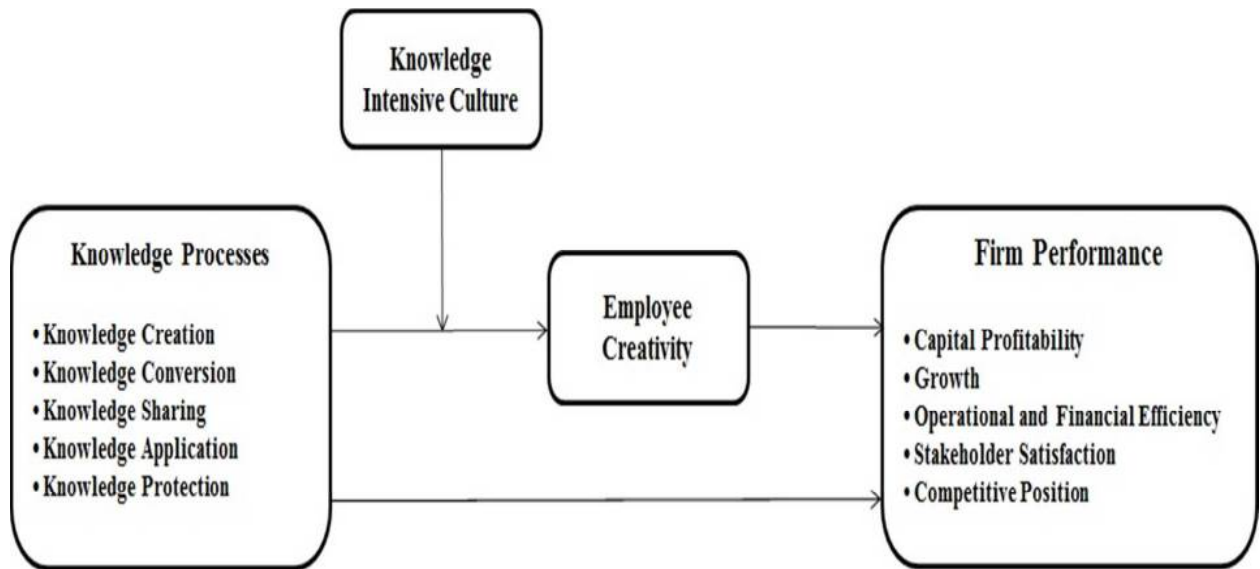 Knowledge
Intensive Culture
Knowledge Processes
• Knowledge Creation
• Knowledge Conversion
• Knowledge Sharing
• Knowledge Application
• Knowledge Protection
Employee
Creativity
Firm Performance
• Capital Profitability
• Growth
• Operational and Financial Efficiency
• Stakeholder Satisfaction
• Competitive Position